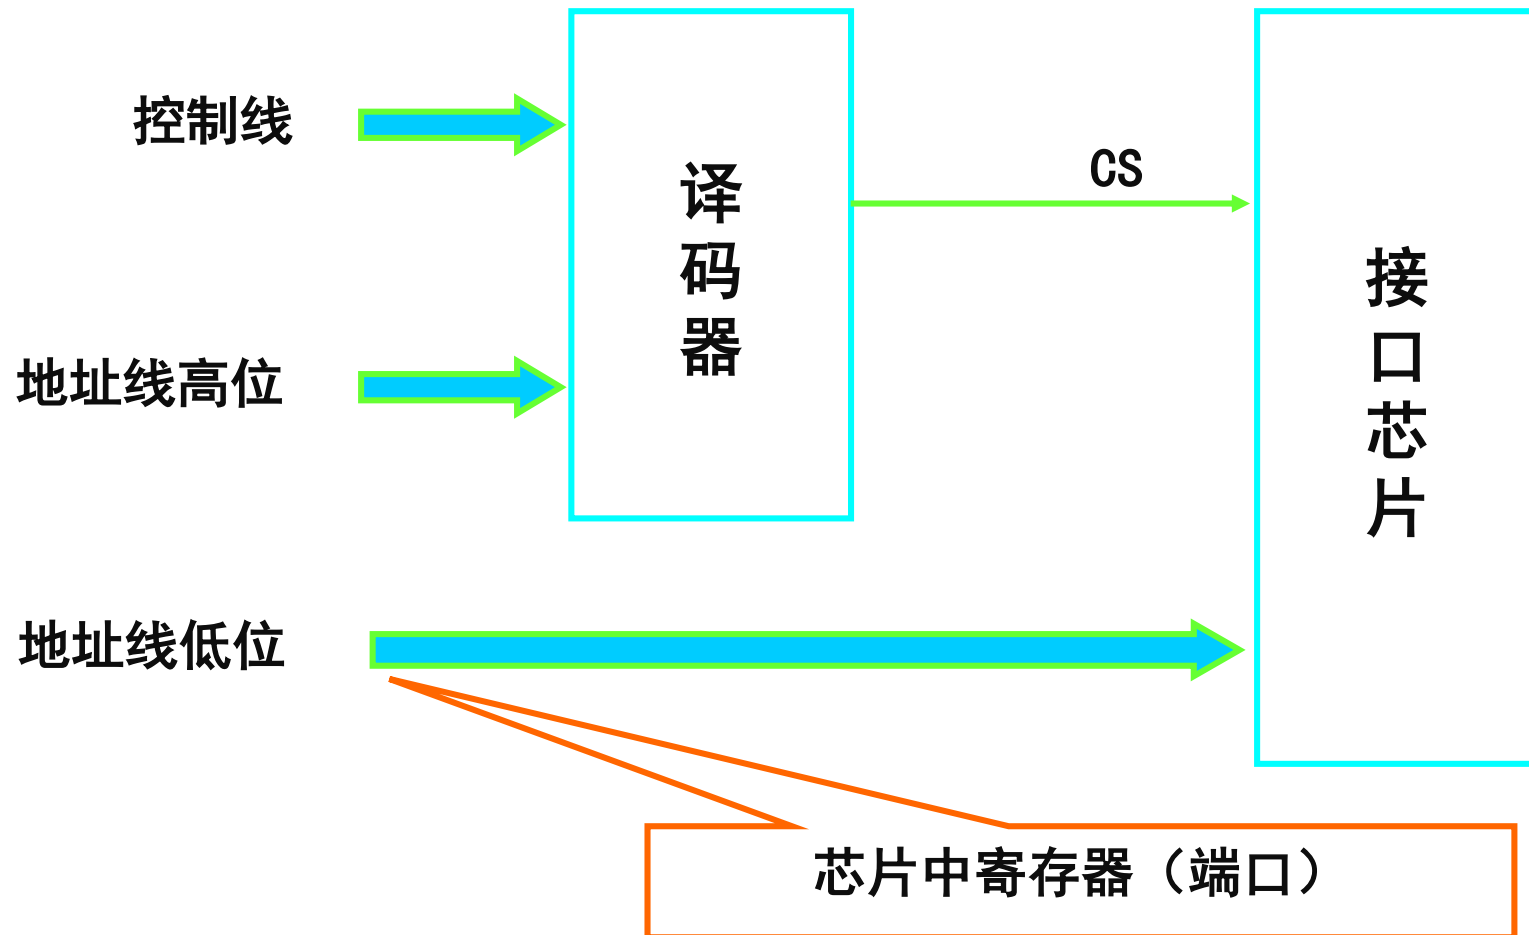 控制线
译码器
CS
接口芯片
地址线高位
地址线低位
芯片中寄存器（端口）